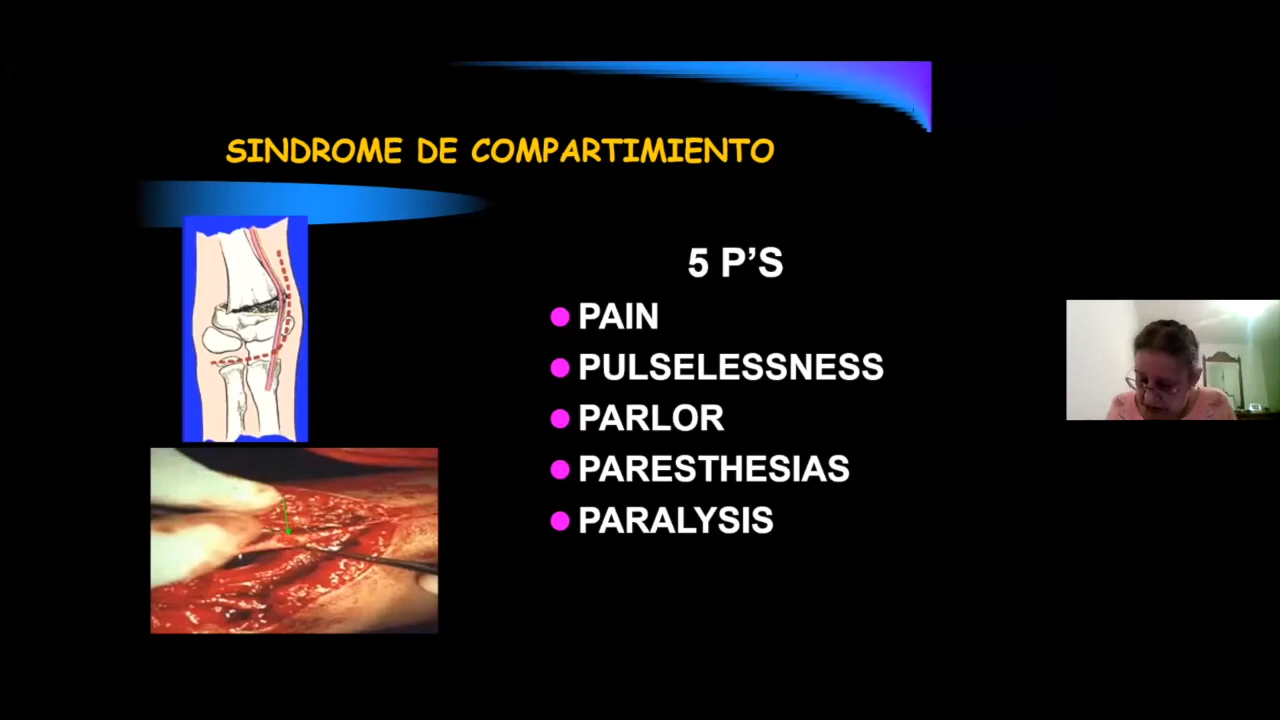 SINDROME DE COMPARTIMIENTO
5 P’S
PAIN
PULSELESSNESS
PARLOR
PARESTHESIAS
PARALYSIS